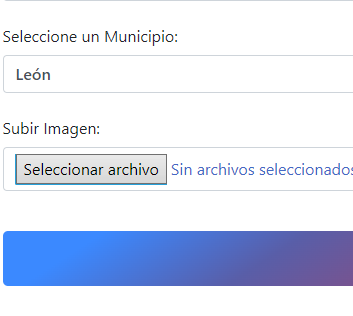 Seleccione un Municipio:
León
Subir Imagen:
Seleccionar archivo Sin archivos seleccionados